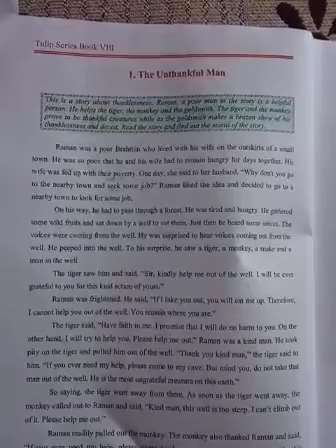 Tulip Series Book VIII
1. The Unthankful Man
This is a story about thanklessness. Raman, a poor man in the story is a helpful
person. He helps the tiger, the monkey and the goldsmith. The tiger and the monkey
prove to be thankful creatures while as the goldsmith makes a brazen show of his
thanklessness and deceit. Read the story and find out the moral of the story.
Raman was a poor Brahmin who lived with his wife on the outskirts of a small
town. He was so poor that he and his wife had to remain hungry for days together. His
wife was fed up with their poverty. One day, she said to her husband, "Why don't you go
to the nearby town and seek some job?" Raman liked the idea and decided to go to a
nearby town to look for some job.
On his way, he had to pass through a forest. He was tired and hungry. He gathered
some wild fruits and sat down by a well to eat them. Just then he heard some voices. The
voices were coming from the well. He was surprised to hear voices coming out from the
well. He peeped into the well. To his surprise, he saw a tiger, a monkey, a snake and a
man in the well.
The tiger saw him and said, "Sir, kindly help me out of the well. I will be ever
grateful to you for this kind action of yours."
Raman was frightened. He said, "If I take you out, you will eat me up. Therefore,
I cannot help you out of the well. You remain where you are."
The tiger said, "Have faith in me. I promise that I will do no harm to you. On the
other hand, I will try to help you. Please help me out." Raman was a kind man. He took
pity on the tiger and pulled him out of the well. "Thank you kind man," the tiger said to
him. "If you ever need my help, please come to my cave. But mind you, do not take that
man out of the well. He is the most ungrateful creature on this earth."
So saying, the tiger went away from there. As soon as the tiger went away, the
monkey called out to Raman and said, "Kind man, this well is too steep. I can't climb out
of it. Please help me out."
Raman readily pulled out the monkey. The monkey also thanked Raman and said,